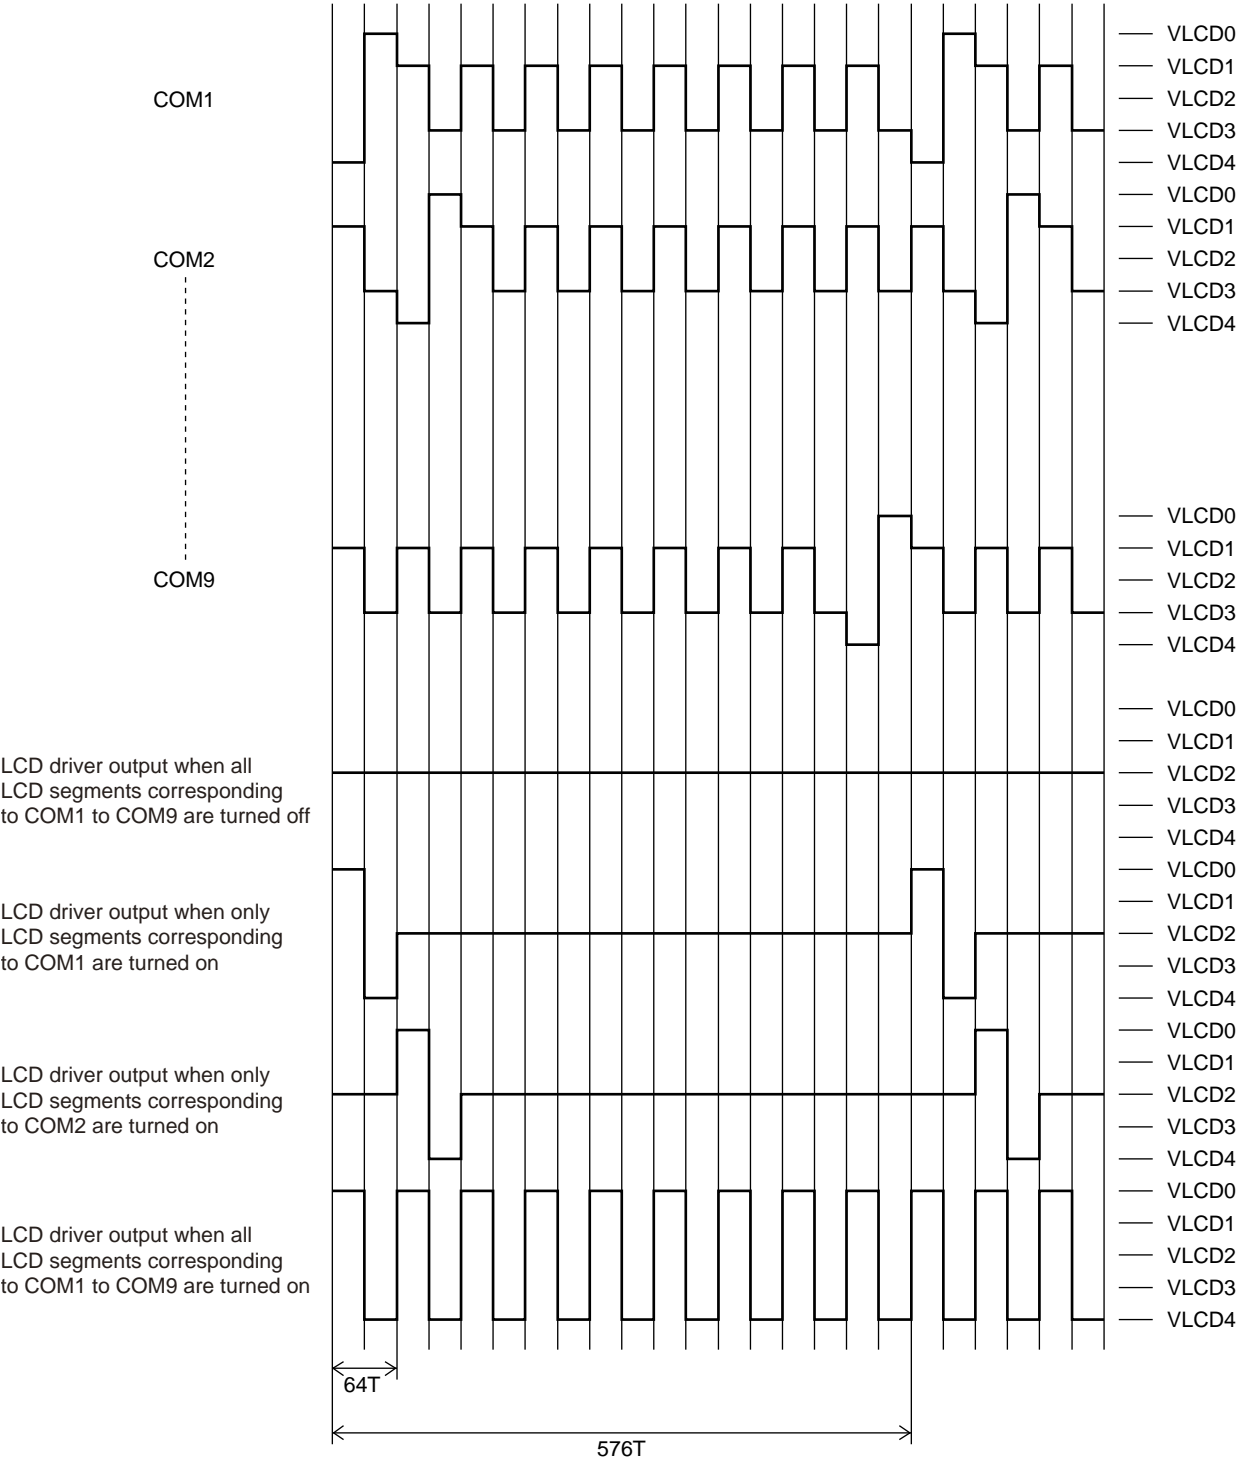 VLCD0
VLCD1
COM1
VLCD2
VLCD3
VLCD4
VLCD0
VLCD1
COM2
VLCD2
VLCD3
VLCD4
VLCD0
VLCD1
COM9
VLCD2
VLCD3
VLCD4
VLCD0
VLCD1
VLCD2
VLCD3
VLCD4
LCD driver output when all
LCD segments corresponding
to COM1 to COM9 are turned off
VLCD0
VLCD1
VLCD2
VLCD3
VLCD4
LCD driver output when only
LCD segments corresponding
to COM1 are turned on
VLCD0
VLCD1
VLCD2
VLCD3
VLCD4
LCD driver output when only
LCD segments corresponding
to COM2 are turned on
VLCD0
VLCD1
VLCD2
VLCD3
VLCD4
LCD driver output when all
LCD segments corresponding
to COM1 to COM9 are turned on
64T
576T